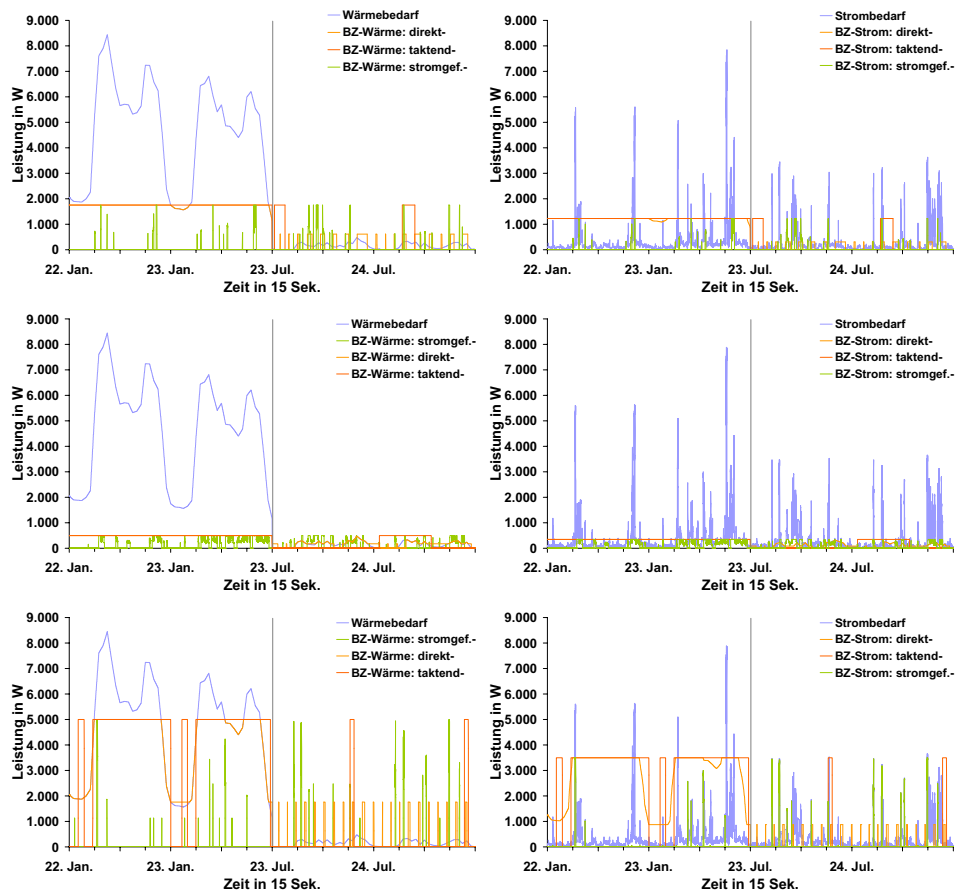 9.000
8.000
7.000
6.000
5.000
4.000
3.000
2.000
1.000
0
Leistung in W
Wärmebedarf
BZ-Wärme: direkt-
BZ-Wärme: taktend-
BZ-Wärme: stromgef.-
22. Jan. 23. Jan. 23. Jul. 24. Jul.
Zeit in 15 Sek.
9.000
8.000
7.000
6.000
5.000
4.000
3.000
2.000
1.000
0
Leistung in W
Strombedarf
BZ-Strom: direkt-
BZ-Strom: taktend-
BZ-Strom: stromgef.-
22. Jan. 23. Jan. 23. Jul. 24. Jul.
Zeit in 15 Sek.
9.000
8.000
7.000
6.000
5.000
4.000
3.000
2.000
1.000
0
Leistung in W
Wärmebedarf
BZ-Wärme: stromgef.-
BZ-Wärme: direkt-
BZ-Wärme: taktend-
22. Jan. 23. Jan. 23. Jul. 24. Jul.
Zeit in 15 Sek.
9.000
8.000
7.000
6.000
5.000
4.000
3.000
2.000
1.000
0
Leistung in W
Strombedarf
BZ-Strom: direkt-
BZ-Strom: taktend-
BZ-Strom: stromgef.-
22. Jan. 23. Jan. 23. Jul. 24. Jul.
Zeit in 15 Sek.
9.000
8.000
7.000
6.000
5.000
4.000
3.000
2.000
1.000
0
Leistung in W
Wärmebedarf
BZ-Wärme: stromgef.-
BZ-Wärme: direkt-
BZ-Wärme: taktend-
22. Jan. 23. Jan. 23. Jul. 24. Jul.
Zeit in 15 Sek.
9.000
8.000
7.000
6.000
5.000
4.000
3.000
2.000
1.000
0
Leistung in W
Strombedarf
BZ-Strom: direkt-
BZ-Strom: taktend-
BZ-Strom: stromgef.-
22. Jan. 23. Jan. 23. Jul. 24. Jul.
Zeit in 15 Sek.